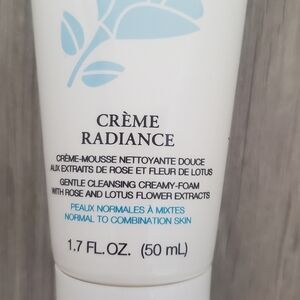 CRÈME
RADIANCE
CRÈME-MOUSSE NETTOYANTE DOUCE
AUX EXTRAITS DE ROSE ET FLEUR DE LOTUS
GENTLE CLEANSING CREAMY-FOAM
WITH ROSE AND LOTUS FLOWER EXTRACTS
PEAUX NORMALES À MIXTES
NORMAL TO COMBINATION SKIN
1.7 FL.OZ. (50 mL)